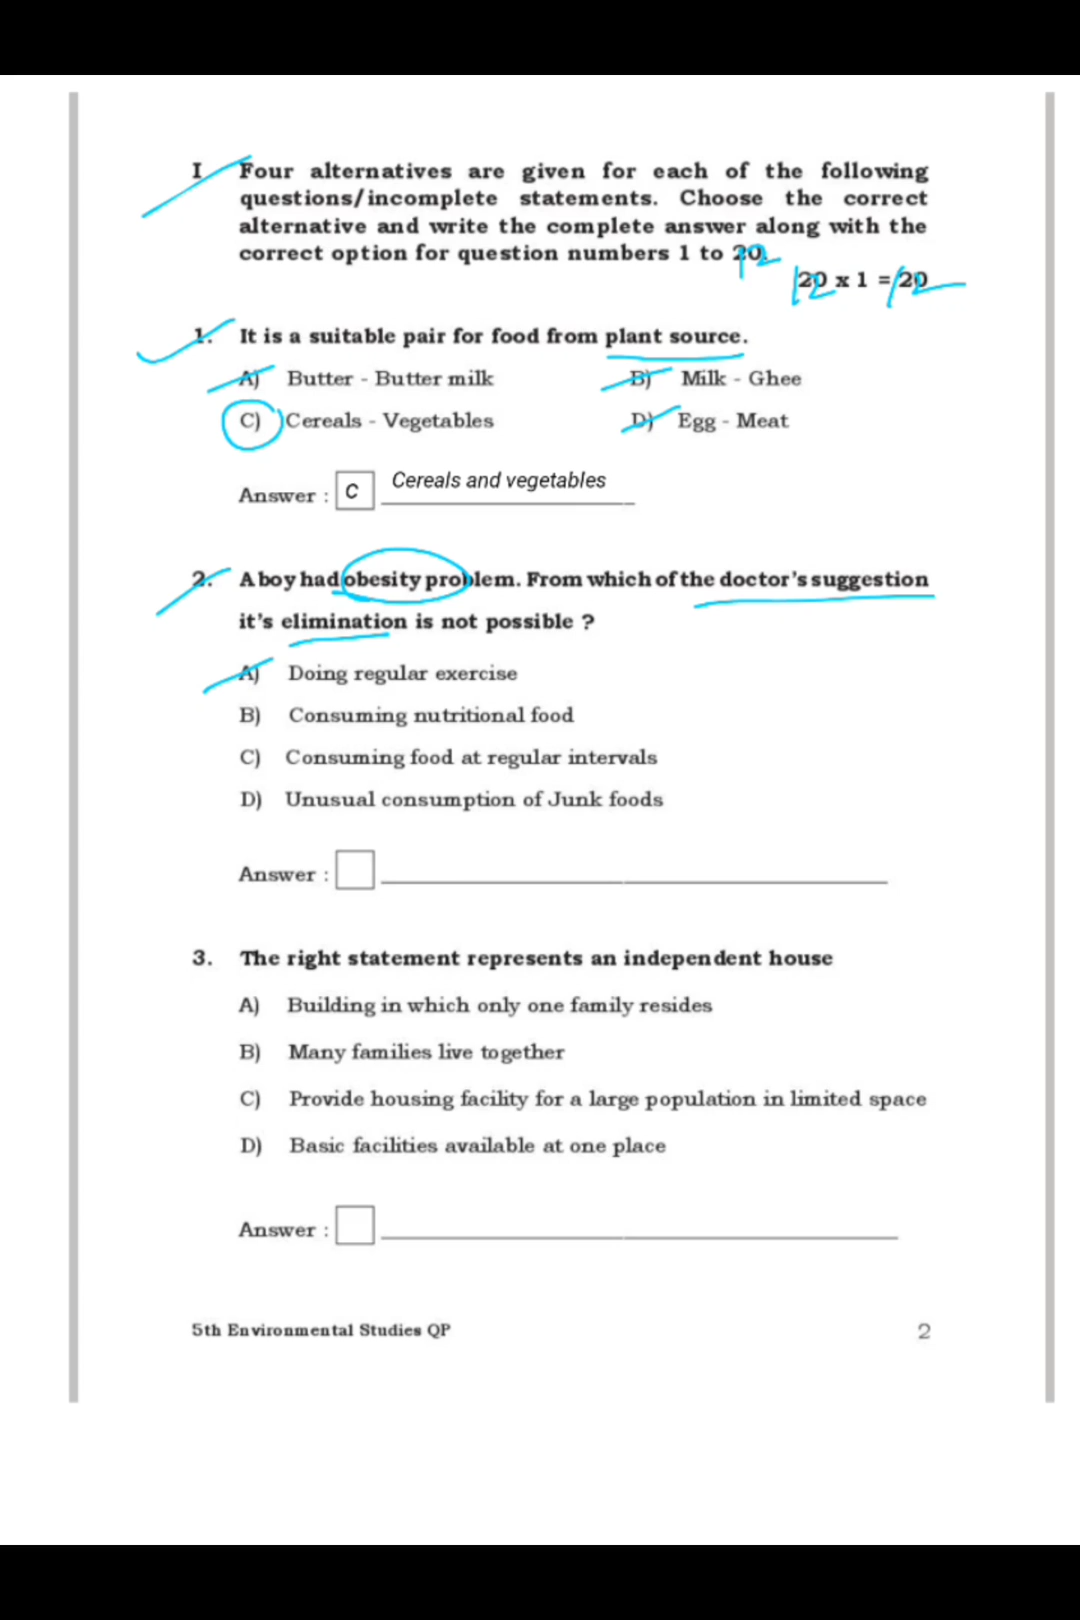 I Four alternatives are given for each of the following
questions/incomplete statements. Choose the correct
alternative and write the complete answer along with the
correct option for question numbers 1 to 20.
12
20 x 1 = 20
12 12
1. It is a suitable pair for food from plant source.
A) Butter - Butter milk B) Milk - Ghee
C) Cereals - Vegetables D) Egg - Meat
Answer : C Cereals and vegetables
2. A boy had obesity problem. From which of the doctor's suggestion
it's elimination is not possible ?
A) Doing regular exercise
B) Consuming nutritional food
C) Consuming food at regular intervals
D) Unusual consumption of Junk foods
Answer :
3. The right statement represents an independent house
A) Building in which only one family resides
B) Many families live together
C) Provide housing facility for a large population in limited space
D) Basic facilities available at one place
Answer :
5th Environmental Studies QP 2